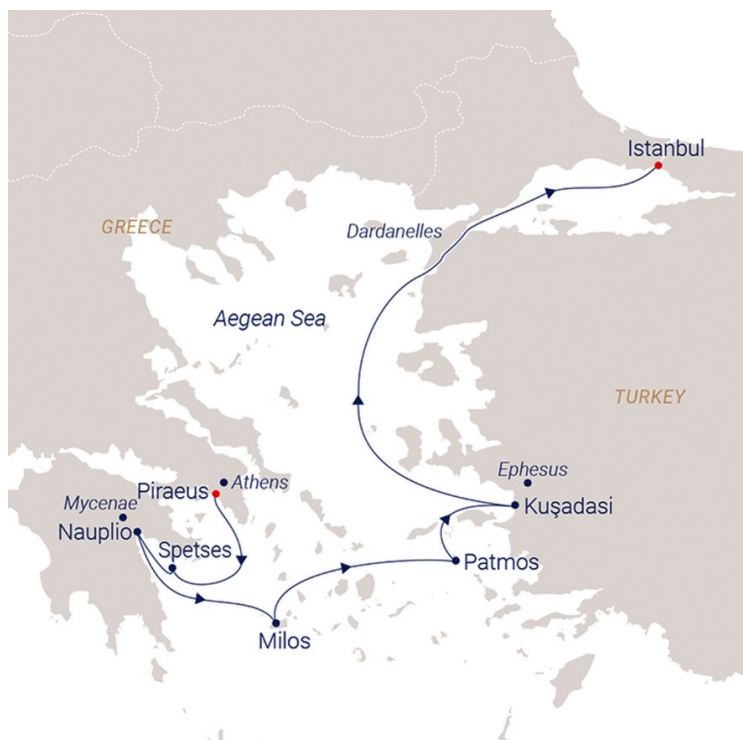 Istanbul
GREECE
Dardanelles
Aegean Sea
TURKEY
Ephesus
Athens
Piraeus
Mycenae
Kuşadasi
Nauplio
Spetses
Patmos
Milos